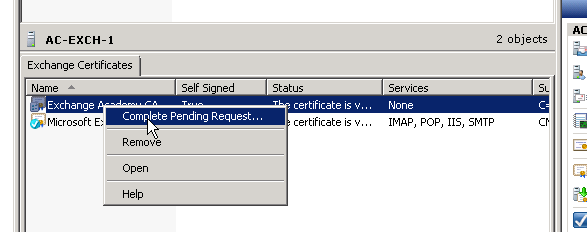 AC-EXCH-1 2 objects
AC
Exchange Certificates
Name Self Signed Status Services Su
Exchange Academy CA True The certificate is v... None C=
Microsoft Ex he certificate is v... IMAP, POP, IIS, SMTP CN
Complete Pending Request...
Remove
Open
Help